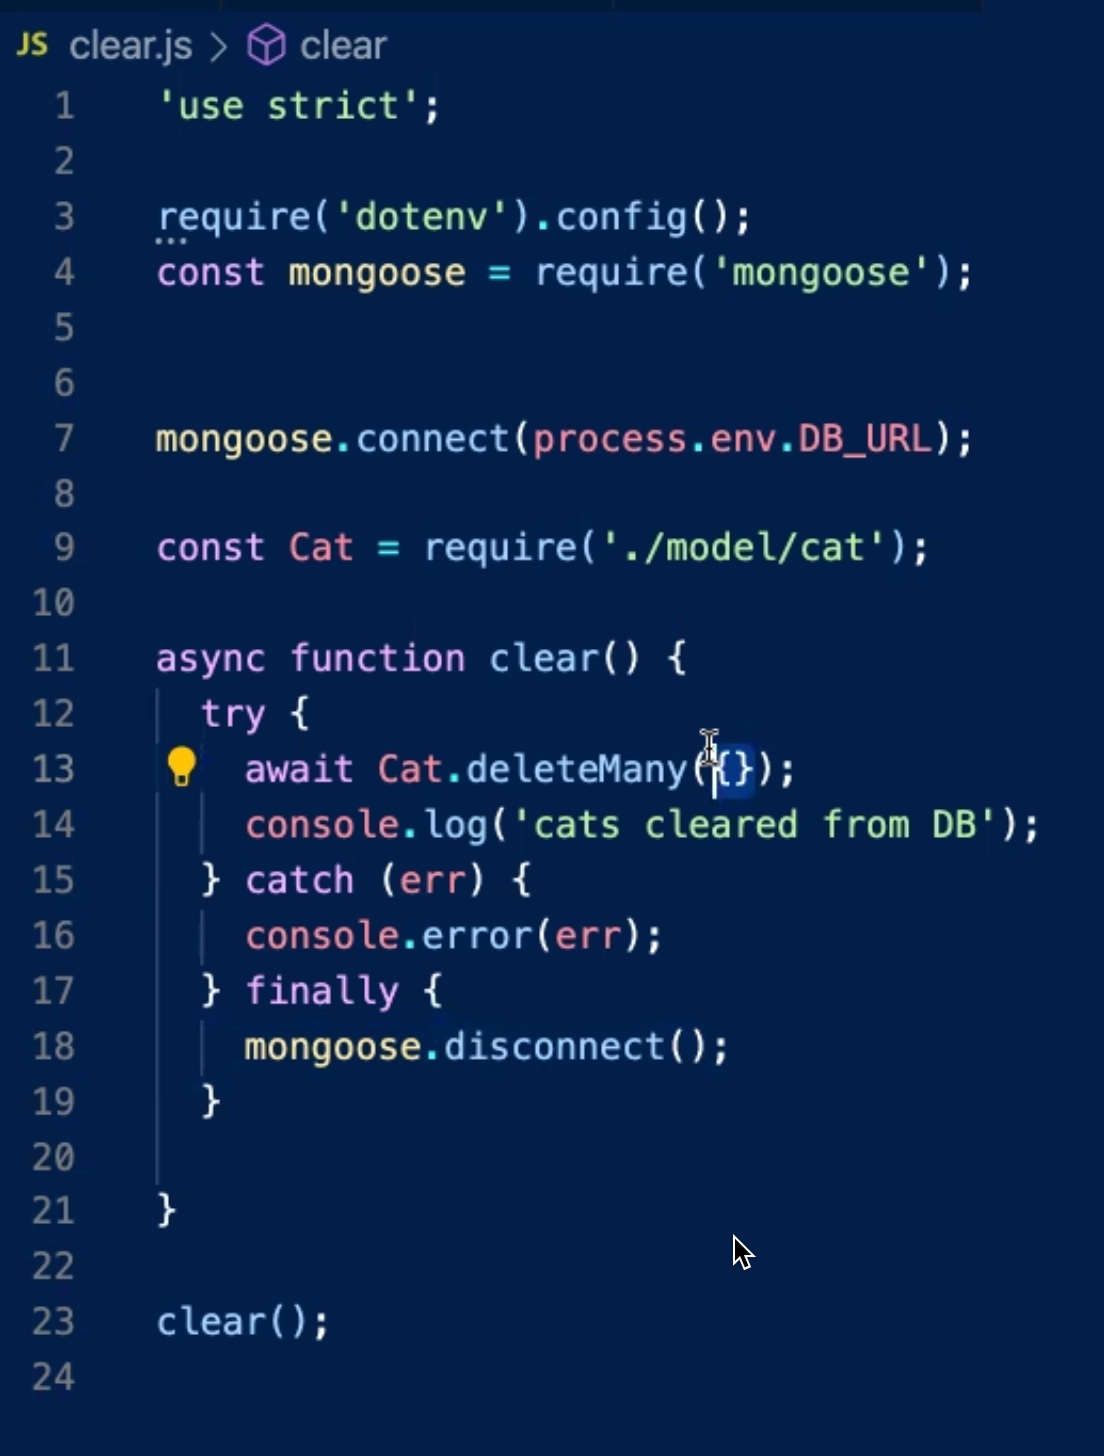 JS clear.js > clear
1 'use strict';
2
3 require('dotenv').config();
4 const mongoose = require('mongoose');
5
6
7 mongoose.connect(process.env.DB_URL);
8
9 const Cat = require('./model/cat');
10
11 async function clear() {
12   try {
13     await Cat.deleteMany({});
14     console.log('cats cleared from DB');
15   } catch (err) {
16     console.error(err);
17   } finally {
18     mongoose.disconnect();
19   }
20
21 }
22
23 clear();
24